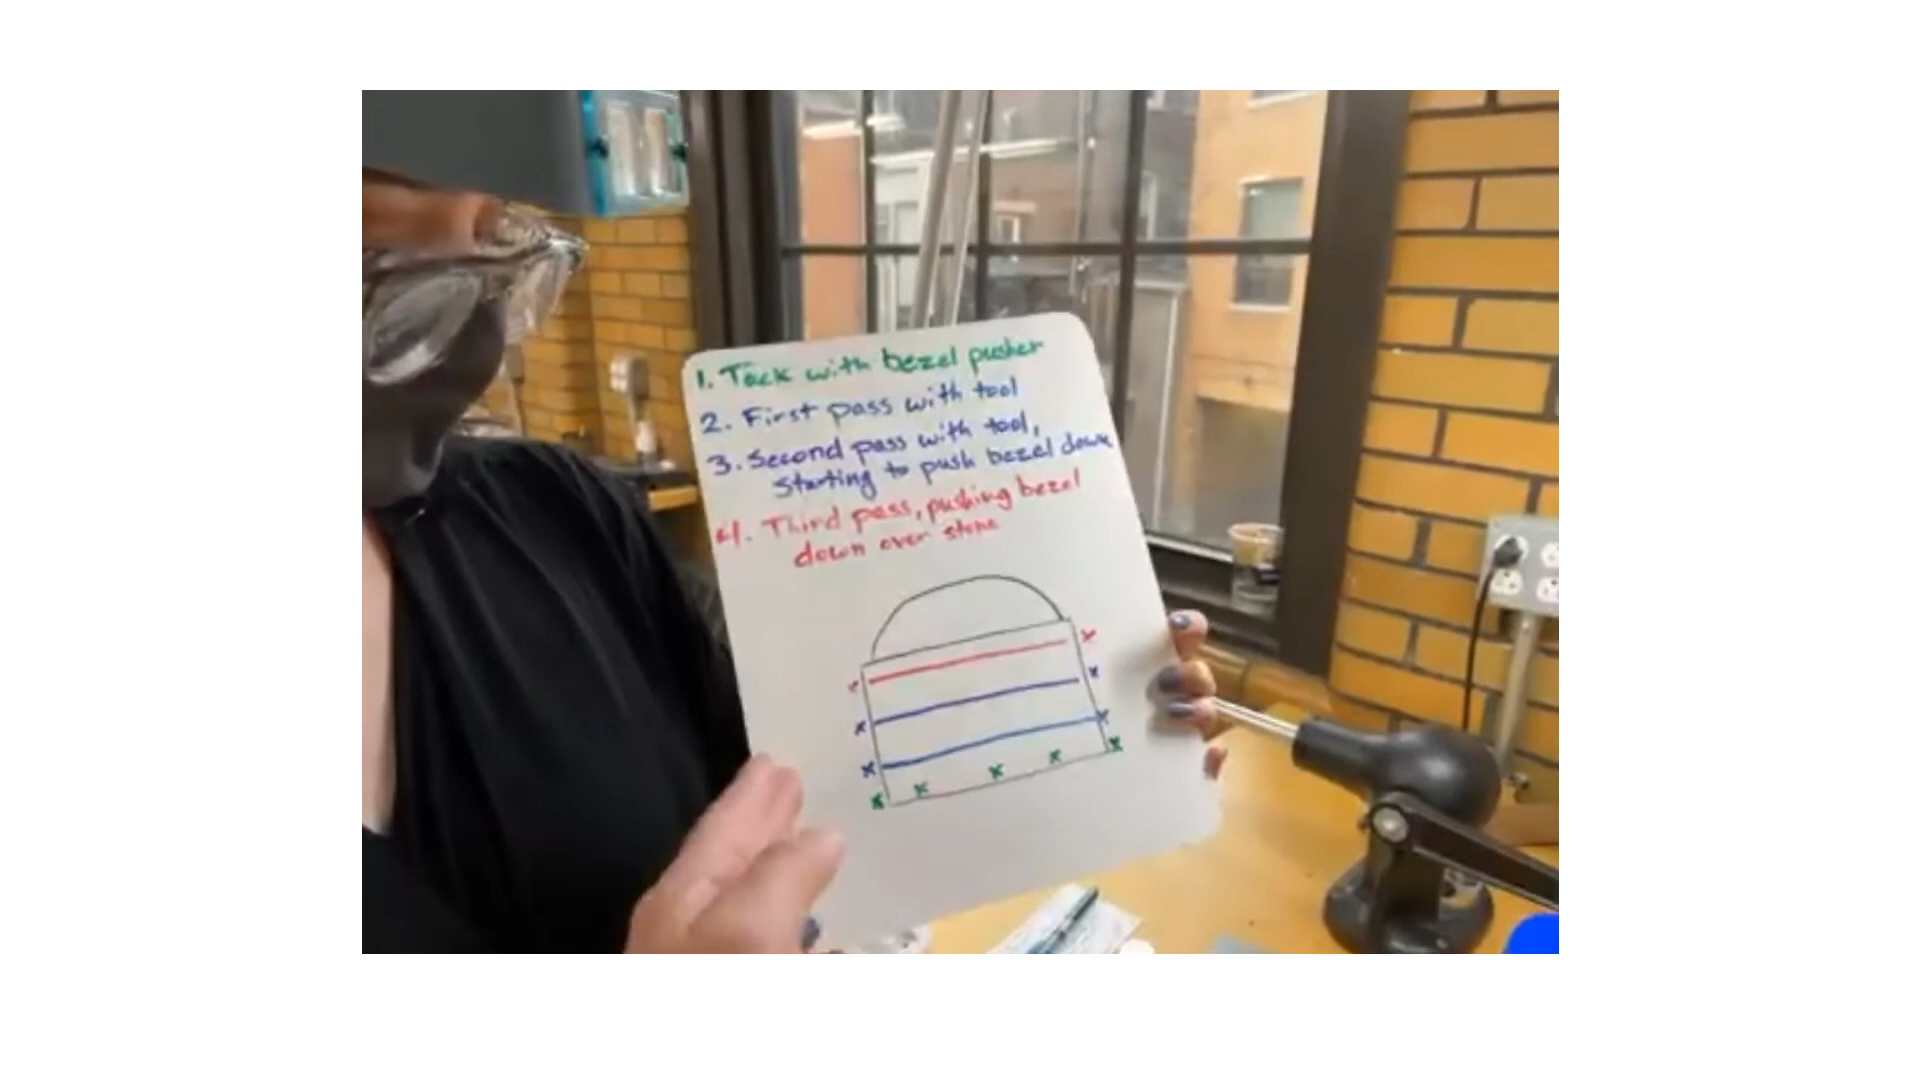 1. Tack with bezel pusher
2. First pass with tool
3. Second pass with tool,
starting to push bezel down
4. Third pass, pushing bezel
down over stone
x x
x x
x x
x x x x x